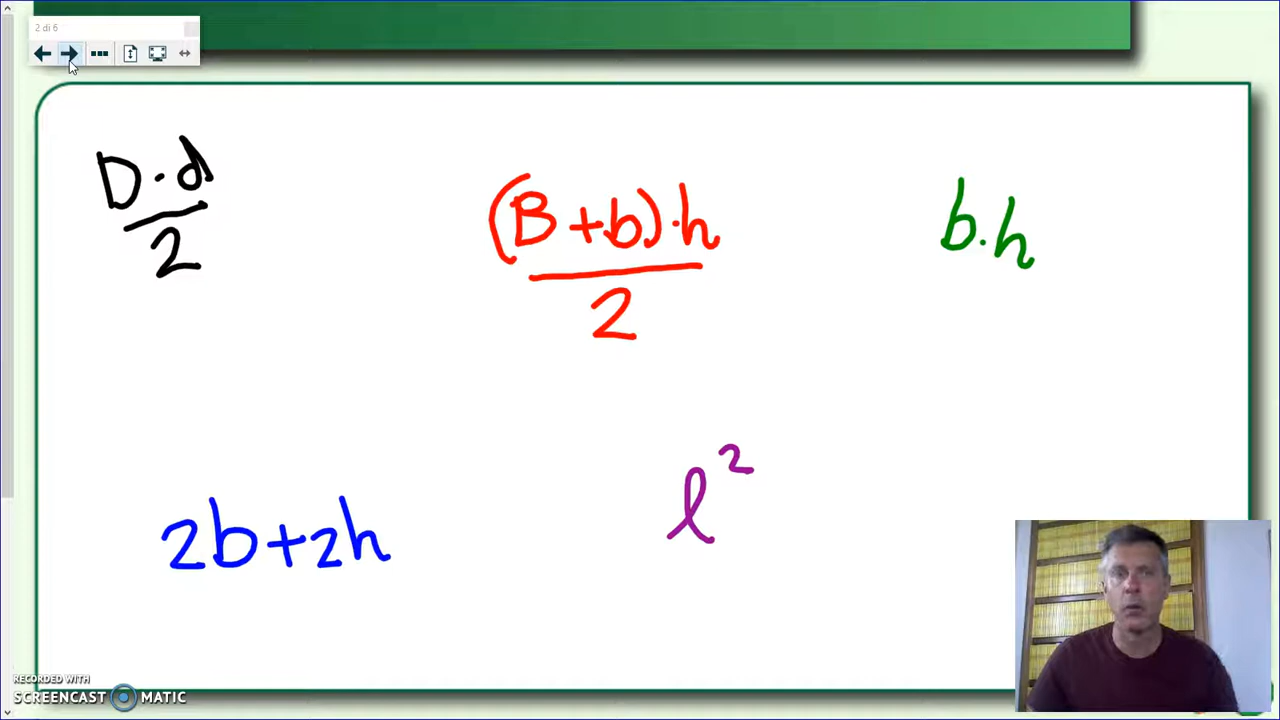 2 di 6
D·d
2
(B+b)·h
2
b.h
2b+2h
l²
RECORDED WITH
SCREENCAST MATIC